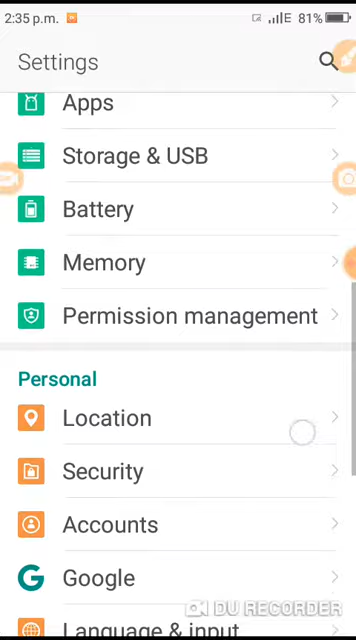 2:35 p.m. E 81%
Settings
Apps
Storage & USB
Battery
Memory
Permission management
Personal
Location
Security
Accounts
Google
Language & input
DU RECORDER